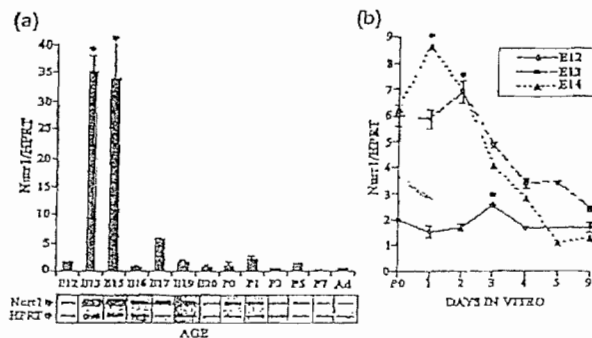 (a)
40
35
30
25
20
15
10
5
0
Nurr1/HPRT
E12 E13 E15 E16 E17 E19 E20 P0 P1 P3 P5 P7 Ad
Nurr1
HPRT
AGE
(b)
9
8
7
6
5
4
3
2
1
0
Nurr1/HPRT
E12
E13
E14
P0 1 2 3 4 5 9
DAYS IN VITRO